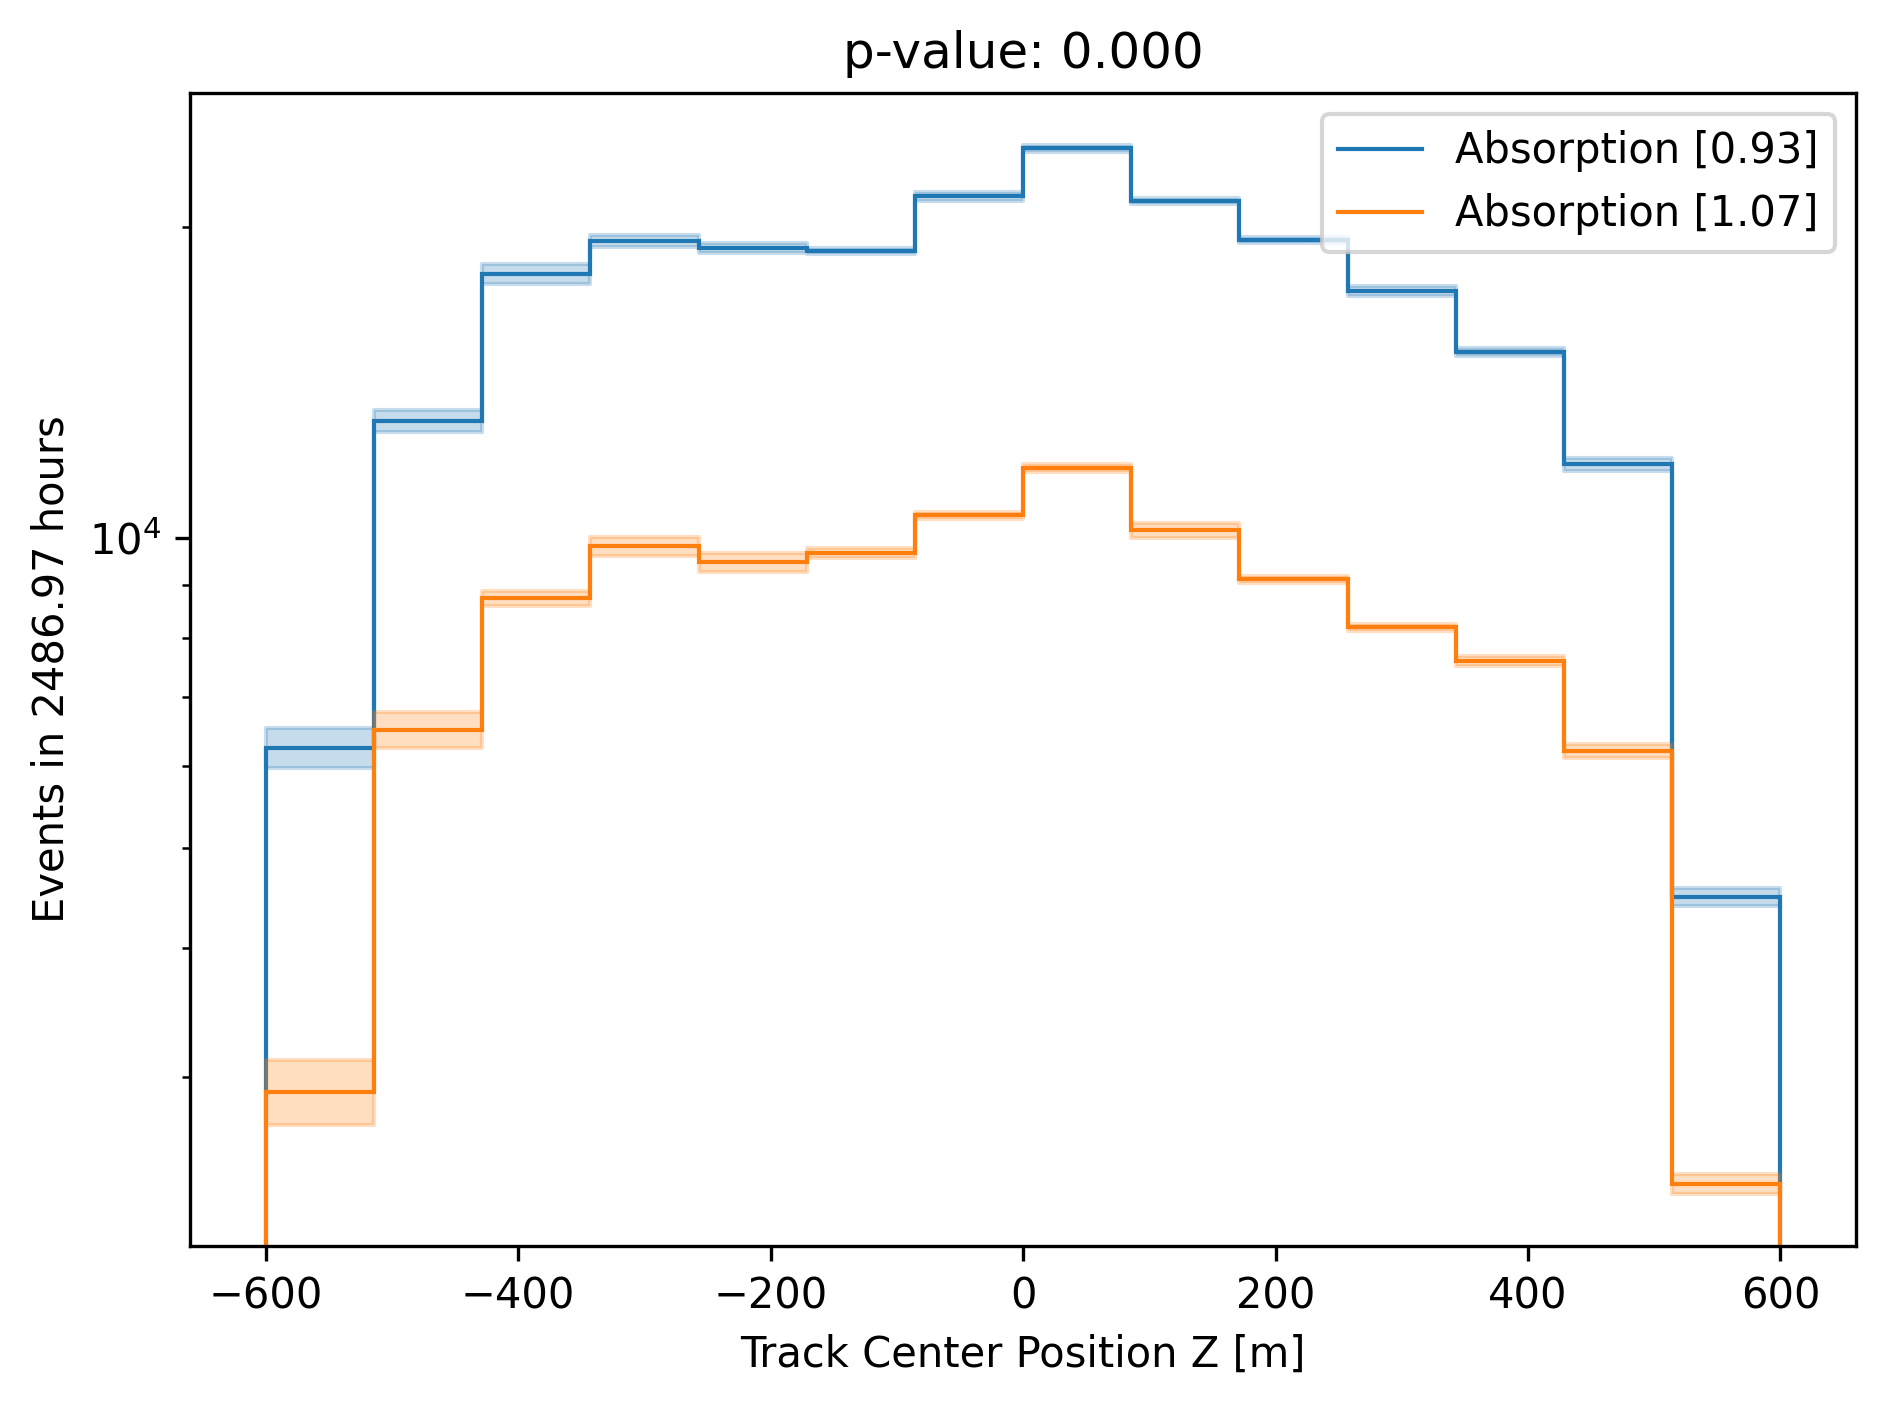 p-value: 0.000
Absorption [0.93]
Absorption [1.07]
Events in 2486.97 hours
10⁴
−600
−400
−200
0
200
400
600
Track Center Position Z [m]